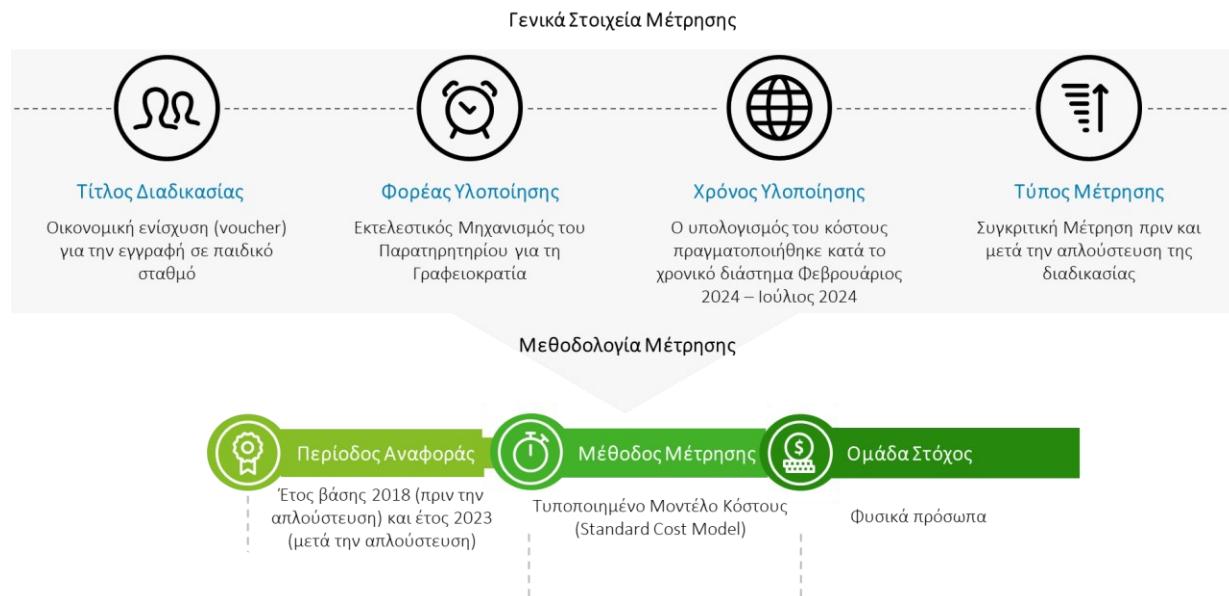 Γενικά Στοιχεία Μέτρησης
Τίτλος Διαδικασίας
Οικονομική ενίσχυση (voucher)
για την εγγραφή σε παιδικό
σταθμό
Φορέας Υλοποίησης
Εκτελεστικός Μηχανισμός του
Παρατηρητηρίου για τη
Γραφειοκρατία
Χρόνος Υλοποίησης
Ο υπολογισμός του κόστους
πραγματοποιήθηκε κατά το
χρονικό διάστημα Φεβρουάριος
2024 – Ιούλιος 2024
Τύπος Μέτρησης
Συγκριτική Μέτρηση πριν και
μετά την απλούστευση της
διαδικασίας
Μεθοδολογία Μέτρησης
Περίοδος Αναφοράς
Έτος βάσης 2018 (πριν την
απλούστευση) και έτος 2023
(μετά την απλούστευση)
Μέθοδος Μέτρησης
Τυποποιημένο Μοντέλο Κόστους
(Standard Cost Model)
$
Ομάδα Στόχος
Φυσικά πρόσωπα